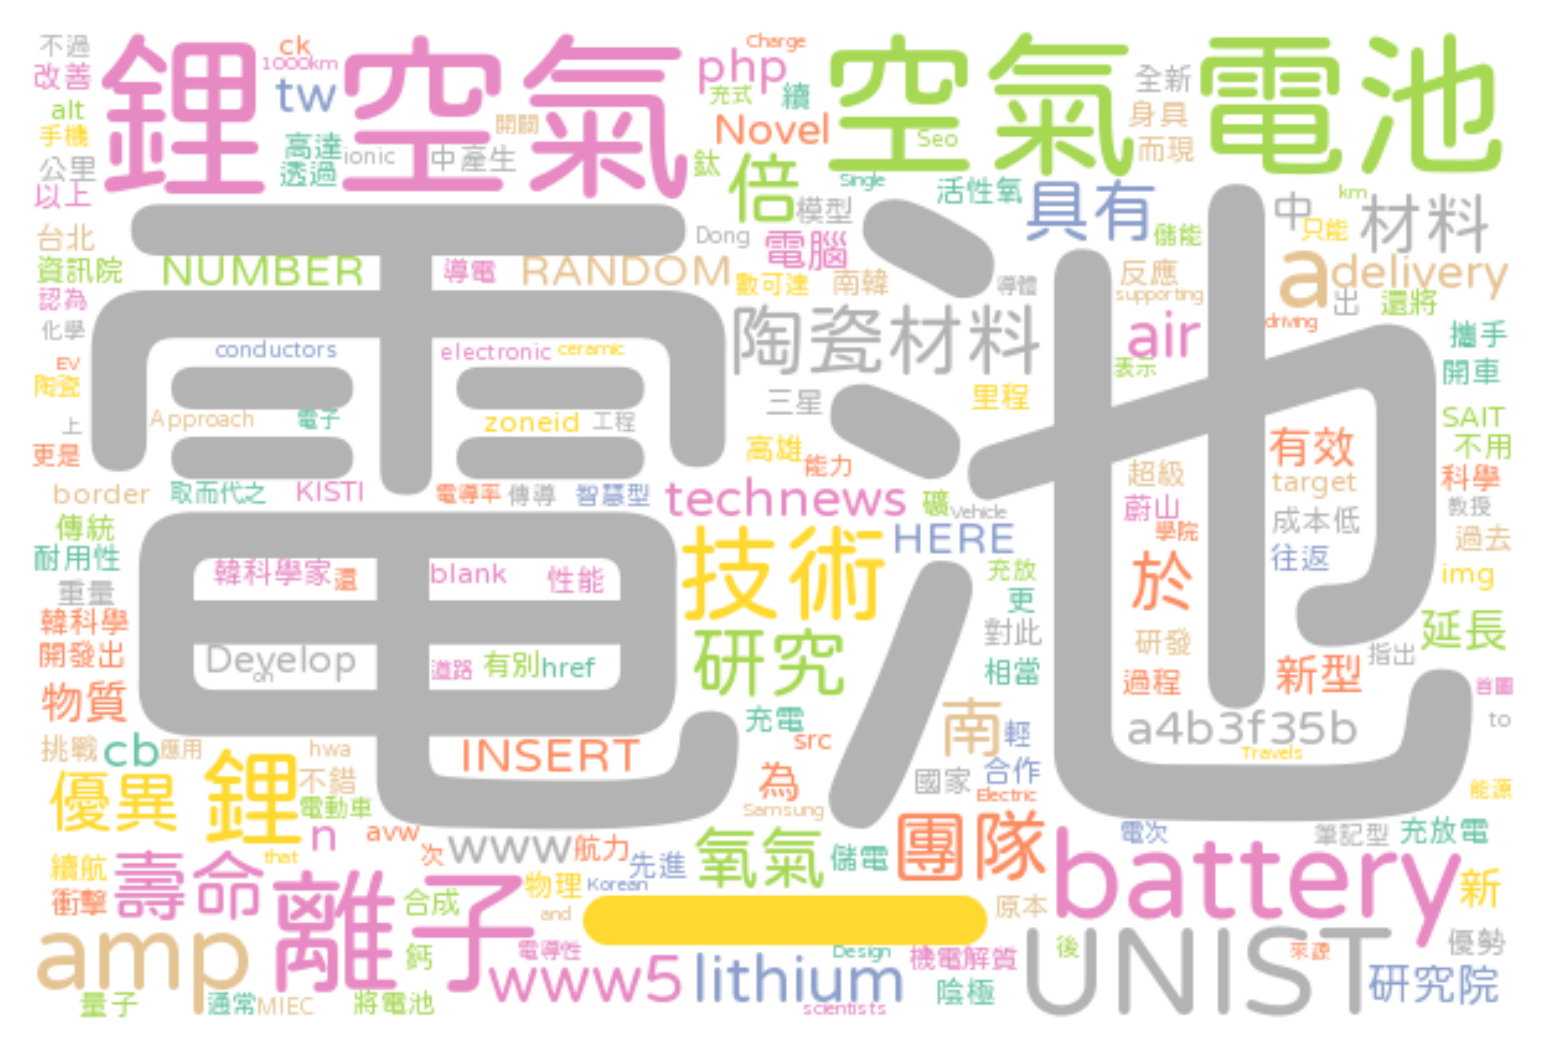 不過
改善
alt
手機
公里
以上
台北
資訊院
認為
化學
EV
陶瓷
上
更是
鋰空氣
ck
1000km
tw
高達
透過
ionic
開闢
中產生
php
Charge
充式
續
Novel
鈦
倍
模型
Single
空氣電池
Seo
活性氧
具有
全新
身具
而現
儲能
中
km
只能
材料
電池
NUMBER
導電
RANDOM
Dong
電腦
數可達
南韓
導體
反應
supporting
a
delivery
出
還將
driving
air
表示
攜手
開車
陶瓷材料
conductors
electronic
ceramic
Approach
電子
zoneid
工程
三星
里程
高雄
能力
SAIT
不用
有效
target
超級
科學
教授
border
取而代之
KISTI
電導率
傳導
智慧型
technews
礦
Vehicle
HERE
蔚山
學院
成本低
往返
過去
img
傳統
耐用性
重量
韓科學
開發出
物質
韓科學家
還
blank
性能
技術
充放
更
於
對此
研發
延長
指出
Develop
on
道路
有別
href
研究
相當
過程
新型
首圖
to
挑戰
cb
應用
hwa
INSERT
充電
src
南
輕
a4b3f35b
Travels
優異
鋰
不錯
電動車
為
Samsung
國家
合作
Electric
能源
n
avw
次
www
航力
先進
氧氣
儲電
團隊
電次
筆記型
充放電
續航
衝擊
壽命
that
離子
合成
物理
Korean
and
一
原本
battery
新
amp
鈣
電導性
www5
lithium
Design
機電解質
後
UNIST
來源
優勢
研究院
量子
通常
MIEC
將電池
scientists
陰極